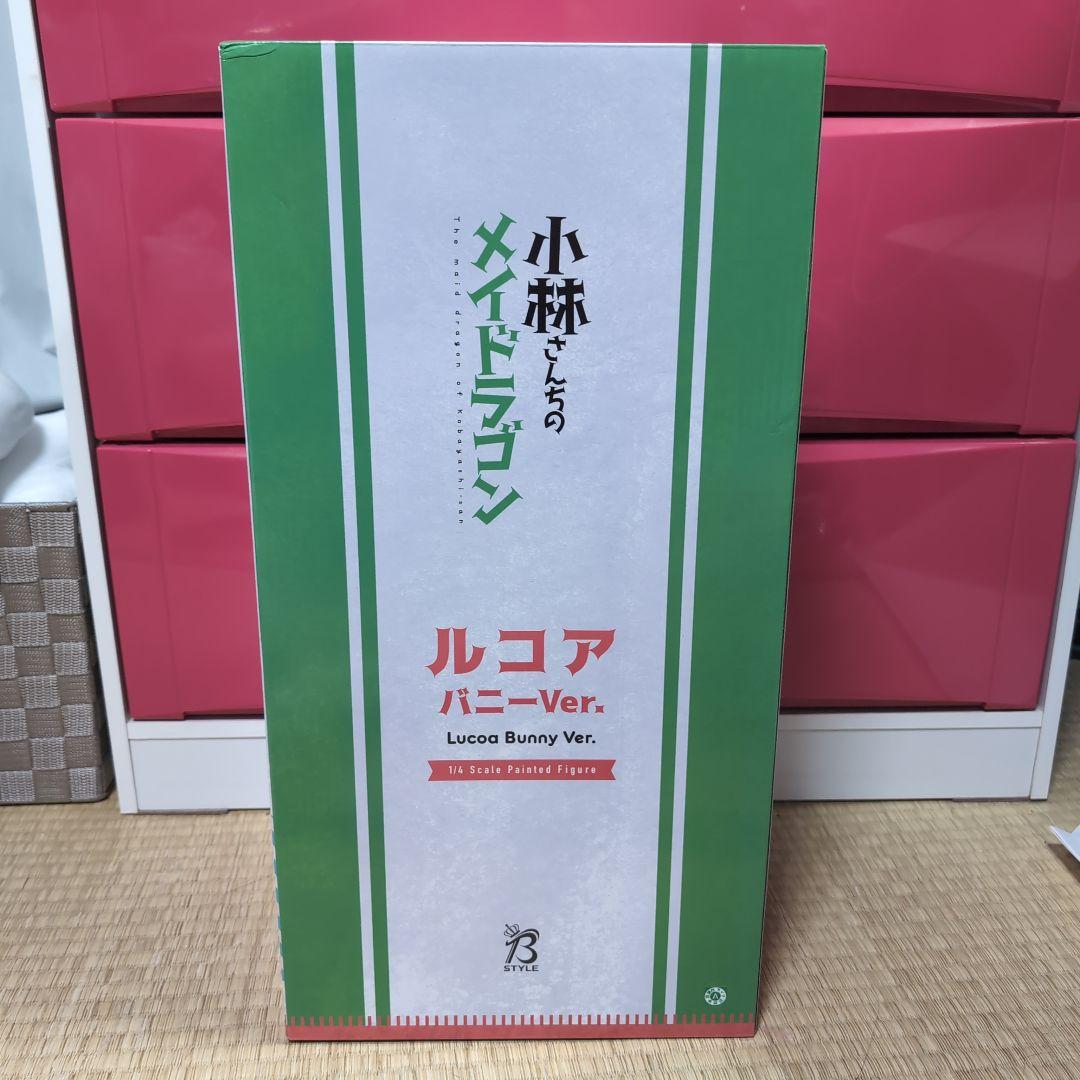 小林さんちの
メイドラゴン
The maid dragon of Kobayashi-san
ルコア
バニーVer.
Lucoa Bunny Ver.
1/4 Scale Painted Figure
B
STYLE